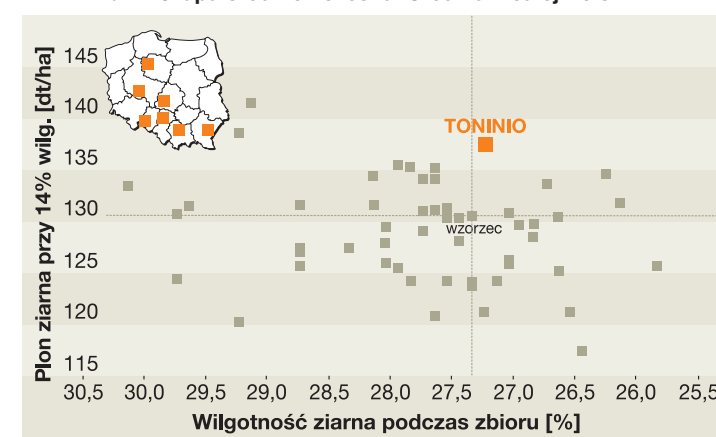 Plon ziarna przy 14% wilg. [dt/ha]
145
140
135
130
125
120
115
TONINIO
wzorzec
30,5 30,0 29,5 29,0 28,5 28,0 27,5 27,0 26,5 26,0 25,5
Wilgotność ziarna podczas zbioru [%]